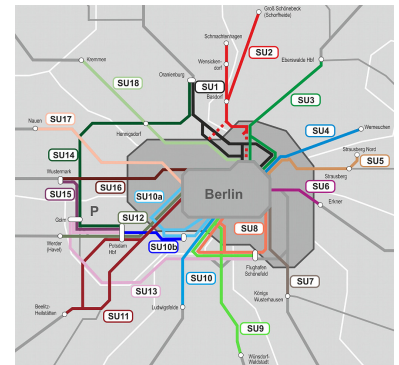 Groß Schönebeck
(Schorfheide)
Schmachtenhagen
SU2
Kremmen
Wensicken-
dorf
Eberswalde Hbf
Oranienburg
SU18
SU1
Basdorf
SU3
SU17
Nauen
Hennigsdorf
SU4
Werneuchen
SU14
Strausberg Nord
SU5
Wustermark
SU16
Strausberg
SU15
SU10a
Berlin
SU6
P
Erkner
Golm
SU12
SU8
Werder
(Havel)
Potsdam
Hbf
SU10b
Flughafen
Schönefeld
SU13
SU10
SU7
Königs
Wusterhausen
Beelitz-
Heilstätten
SU11
Ludwigsfelde
SU9
Wünsdorf-
Waldstadt